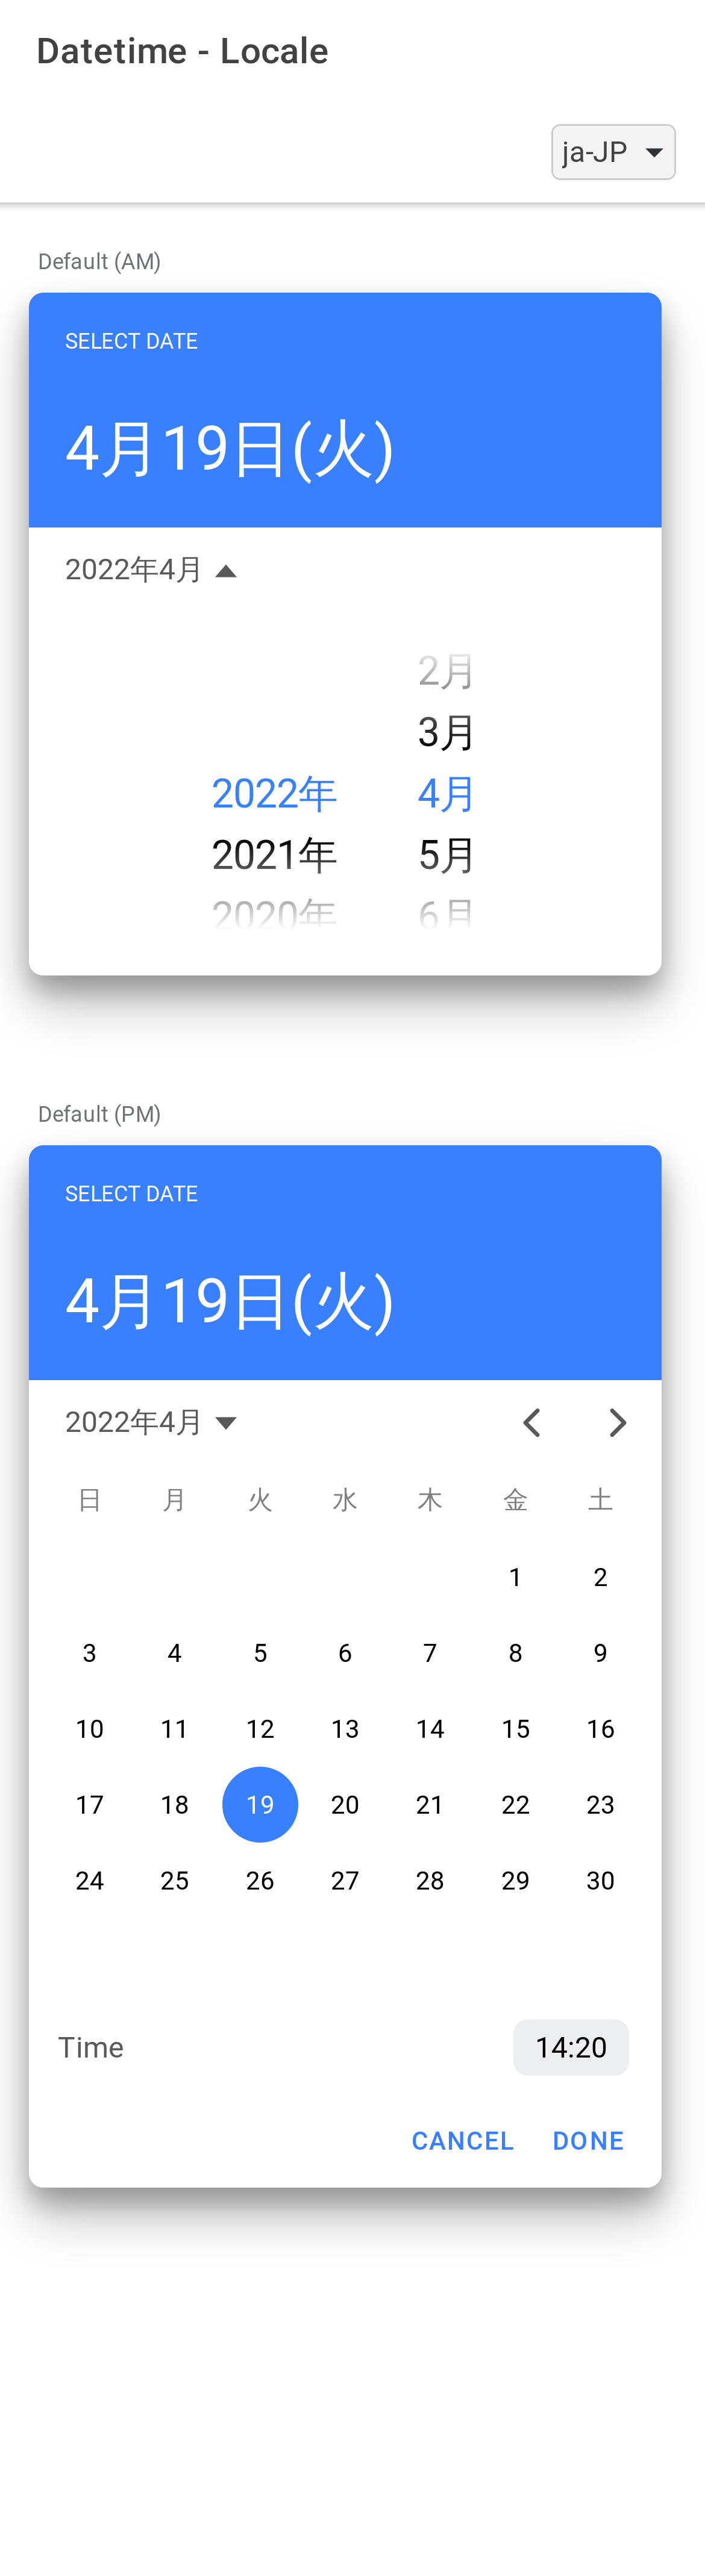 Datetime - Locale
ja-JP
Default (AM)
SELECT DATE
4月19日(火)
2022年4月
2月
3月
2022年 4月
2021年 5月
2020年 6月
Default (PM)
SELECT DATE
4月19日(火)
2022年4月
日 月 火 水 木 金 土
1 2
3 4 5 6 7 8 9
10 11 12 13 14 15 16
17 18 19 20 21 22 23
24 25 26 27 28 29 30
Time 14:20
CANCEL DONE